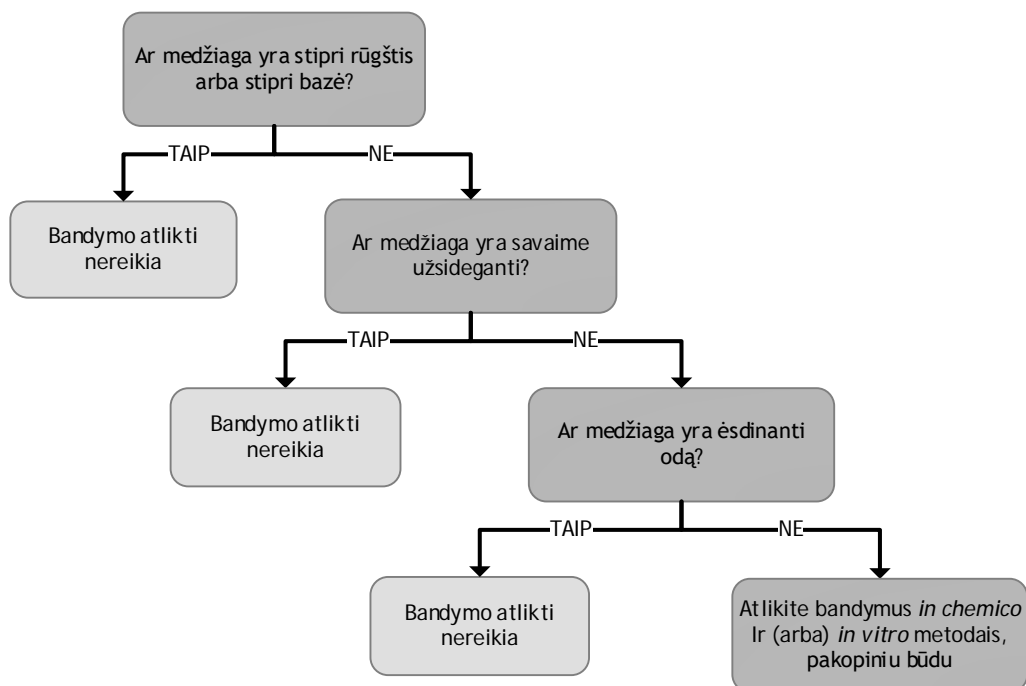 Ar medžiaga yra stipri rūgštis
arba stipri bazė?
TAIP
NE
Bandymo atlikti
nereikia
Ar medžiaga yra savaime
užsideganti?
TAIP
NE
Bandymo atlikti
nereikia
Ar medžiaga yra ėsdinanti
odą?
TAIP
NE
Bandymo atlikti
nereikia
Atlikite bandymus in chemico
Ir (arba) in vitro metodais,
pakopiniu būdu